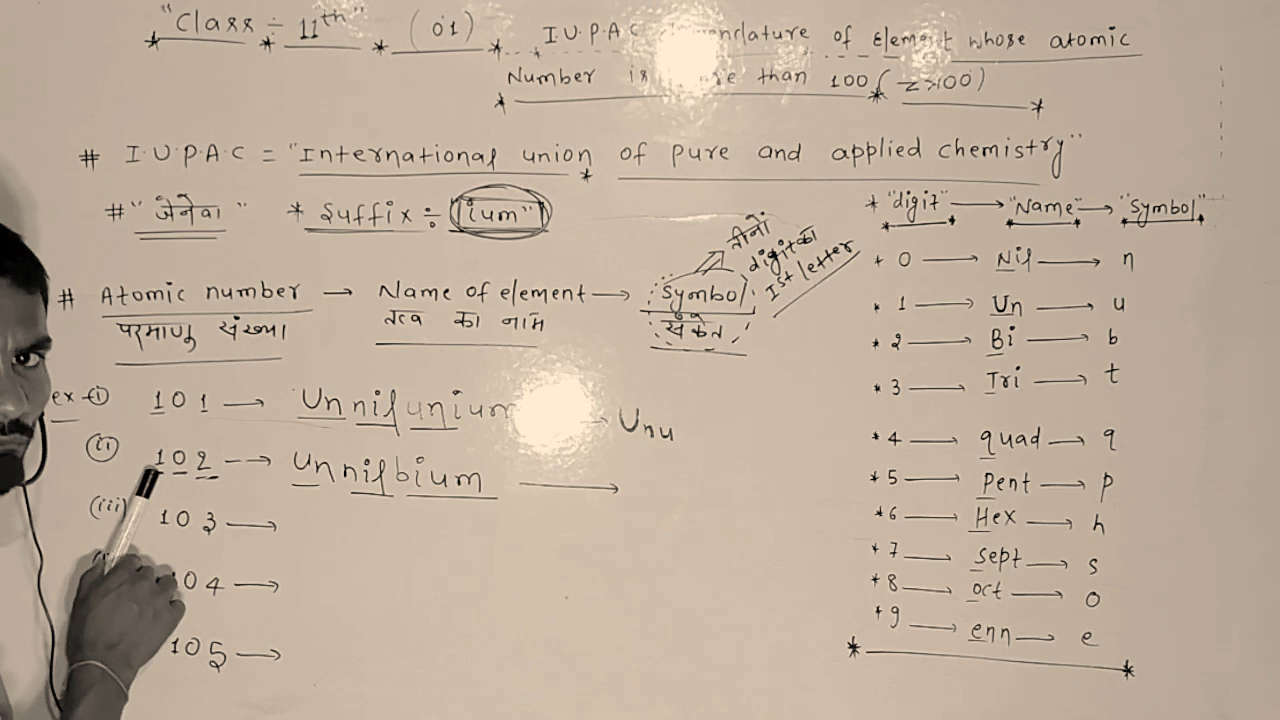 "Class ÷ 11th" (01) I.U.P.A.C of Element whose atomic
Number is than 100 (Z>100)
# I.U.P.A.C = "International union of pure and applied chemistry"
# "जेनेवा" * Suffix ÷ "ium"
तीनों digit का 1st letter
# Atomic number → Name of element → Symbol
परमाणु संख्या तत्व का नाम संकेत
ex-(i) 101 → Unnilunium → Unu
(ii) 102 → Unnilbium →
(iii) 103 →
104 →
105 →
* "digit" → "Name" → "Symbol"
* 0 → Nil → n
* 1 → Un → u
* 2 → Bi → b
* 3 → Tri → t
* 4 → quad → q
* 5 → Pent → p
* 6 → Hex → h
* 7 → sept → s
* 8 → oct → o
* 9 → enn → e